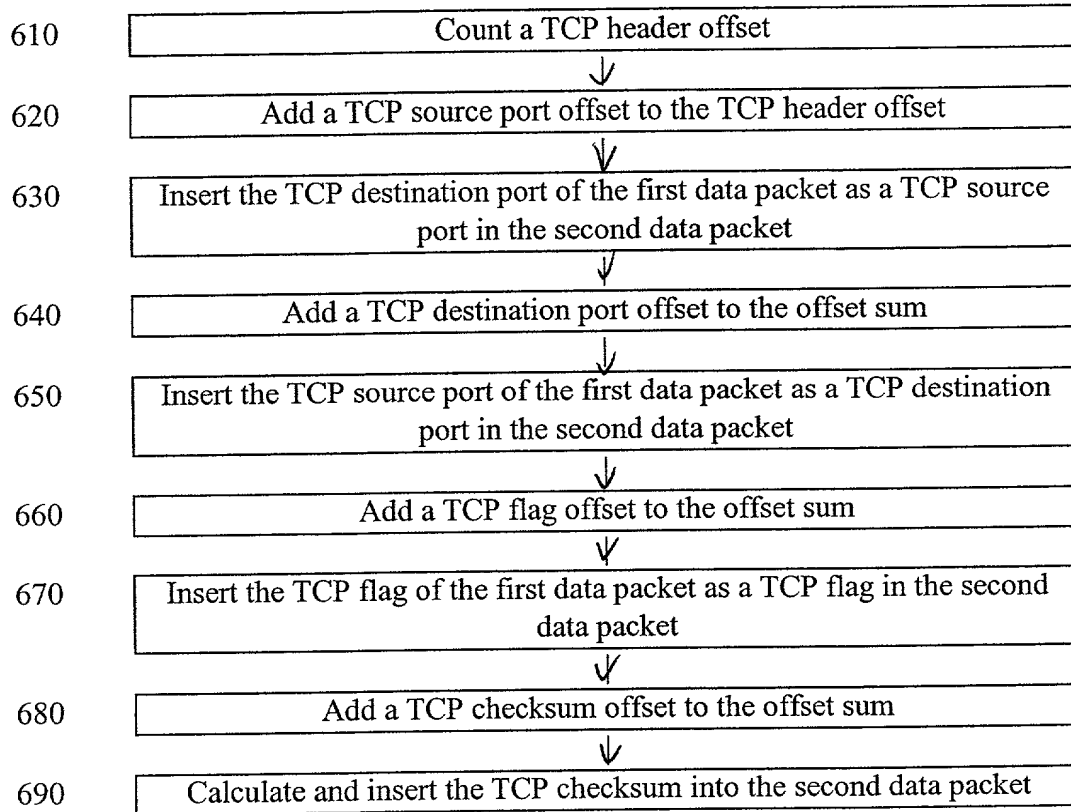 610 Count a TCP header offset
620 Add a TCP source port offset to the TCP header offset
630 Insert the TCP destination port of the first data packet as a TCP source
port in the second data packet
640 Add a TCP destination port offset to the offset sum
650 Insert the TCP source port of the first data packet as a TCP destination
port in the second data packet
660 Add a TCP flag offset to the offset sum
670 Insert the TCP flag of the first data packet as a TCP flag in the second
data packet
680 Add a TCP checksum offset to the offset sum
690 Calculate and insert the TCP checksum into the second data packet